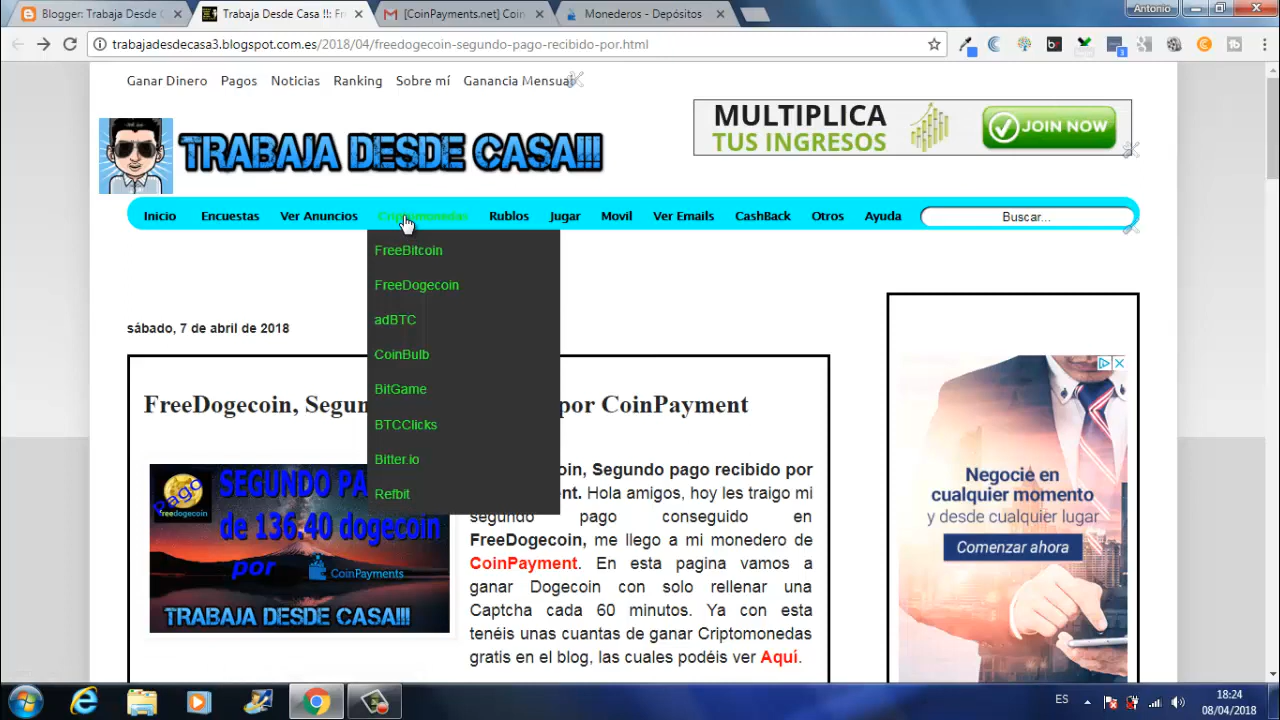 Blogger: Trabaja Desde C
Trabaja Desde Casa !!!: Fr
[CoinPayments.net] Coin
Monederos - Depósitos
Antonio
trabajadesdecasa3.blogspot.com.es/2018/04/freedogecoin-segundo-pago-recibido-por.html
Ganar Dinero Pagos Noticias Ranking Sobre mí Ganancia Mensual
TRABAJA DESDE CASA!!!
MULTIPLICA
TUS INGRESOS
JOIN NOW
Inicio Encuestas Ver Anuncios Criptomonedas Rublos Jugar Movil Ver Emails CashBack Otros Ayuda Buscar...
FreeBitcoin
FreeDogecoin
adBTC
CoinBulb
BitGame
BTCClicks
Bitter.io
Refbit
sábado, 7 de abril de 2018
FreeDogecoin, Segun por CoinPayment
SEGUNDO PA
de 136.40 dogecoin
por CoinPayments
TRABAJA DESDE CASA!!!
Pago
freedogecoin
oin, Segundo pago recibido por
ment. Hola amigos, hoy les traigo mi
segundo pago conseguido en
FreeDogecoin, me llego a mi monedero de
CoinPayment. En esta pagina vamos a
ganar Dogecoin con solo rellenar una
Captcha cada 60 minutos. Ya con esta
tenéis unas cuantas de ganar Criptomonedas
gratis en el blog, las cuales podéis ver Aquí.
Negocie en
cualquier momento
y desde cualquier lugar
Comenzar ahora
ES
18:24
08/04/2018